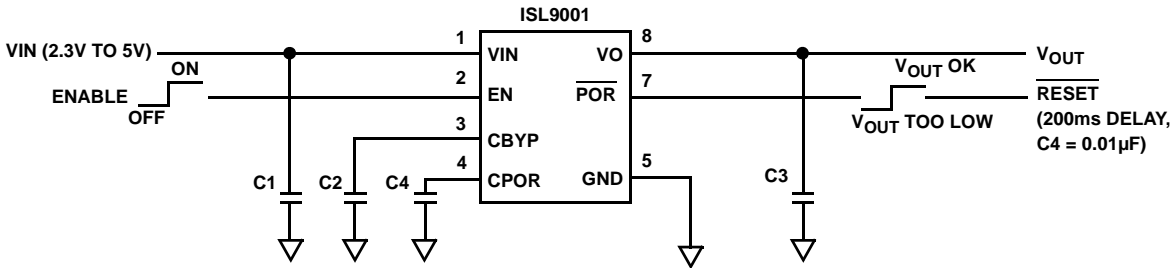 ISL9001
VIN (2.3V TO 5V)
1
VIN
VO
8
VOUT
ON
ENABLE
OFF
2
EN
POR
7
VOUT OK
VOUT TOO LOW
RESET
(200ms DELAY,
C4 = 0.01µF)
3
CBYP
4
CPOR
GND
5
C1
C2
C4
C3